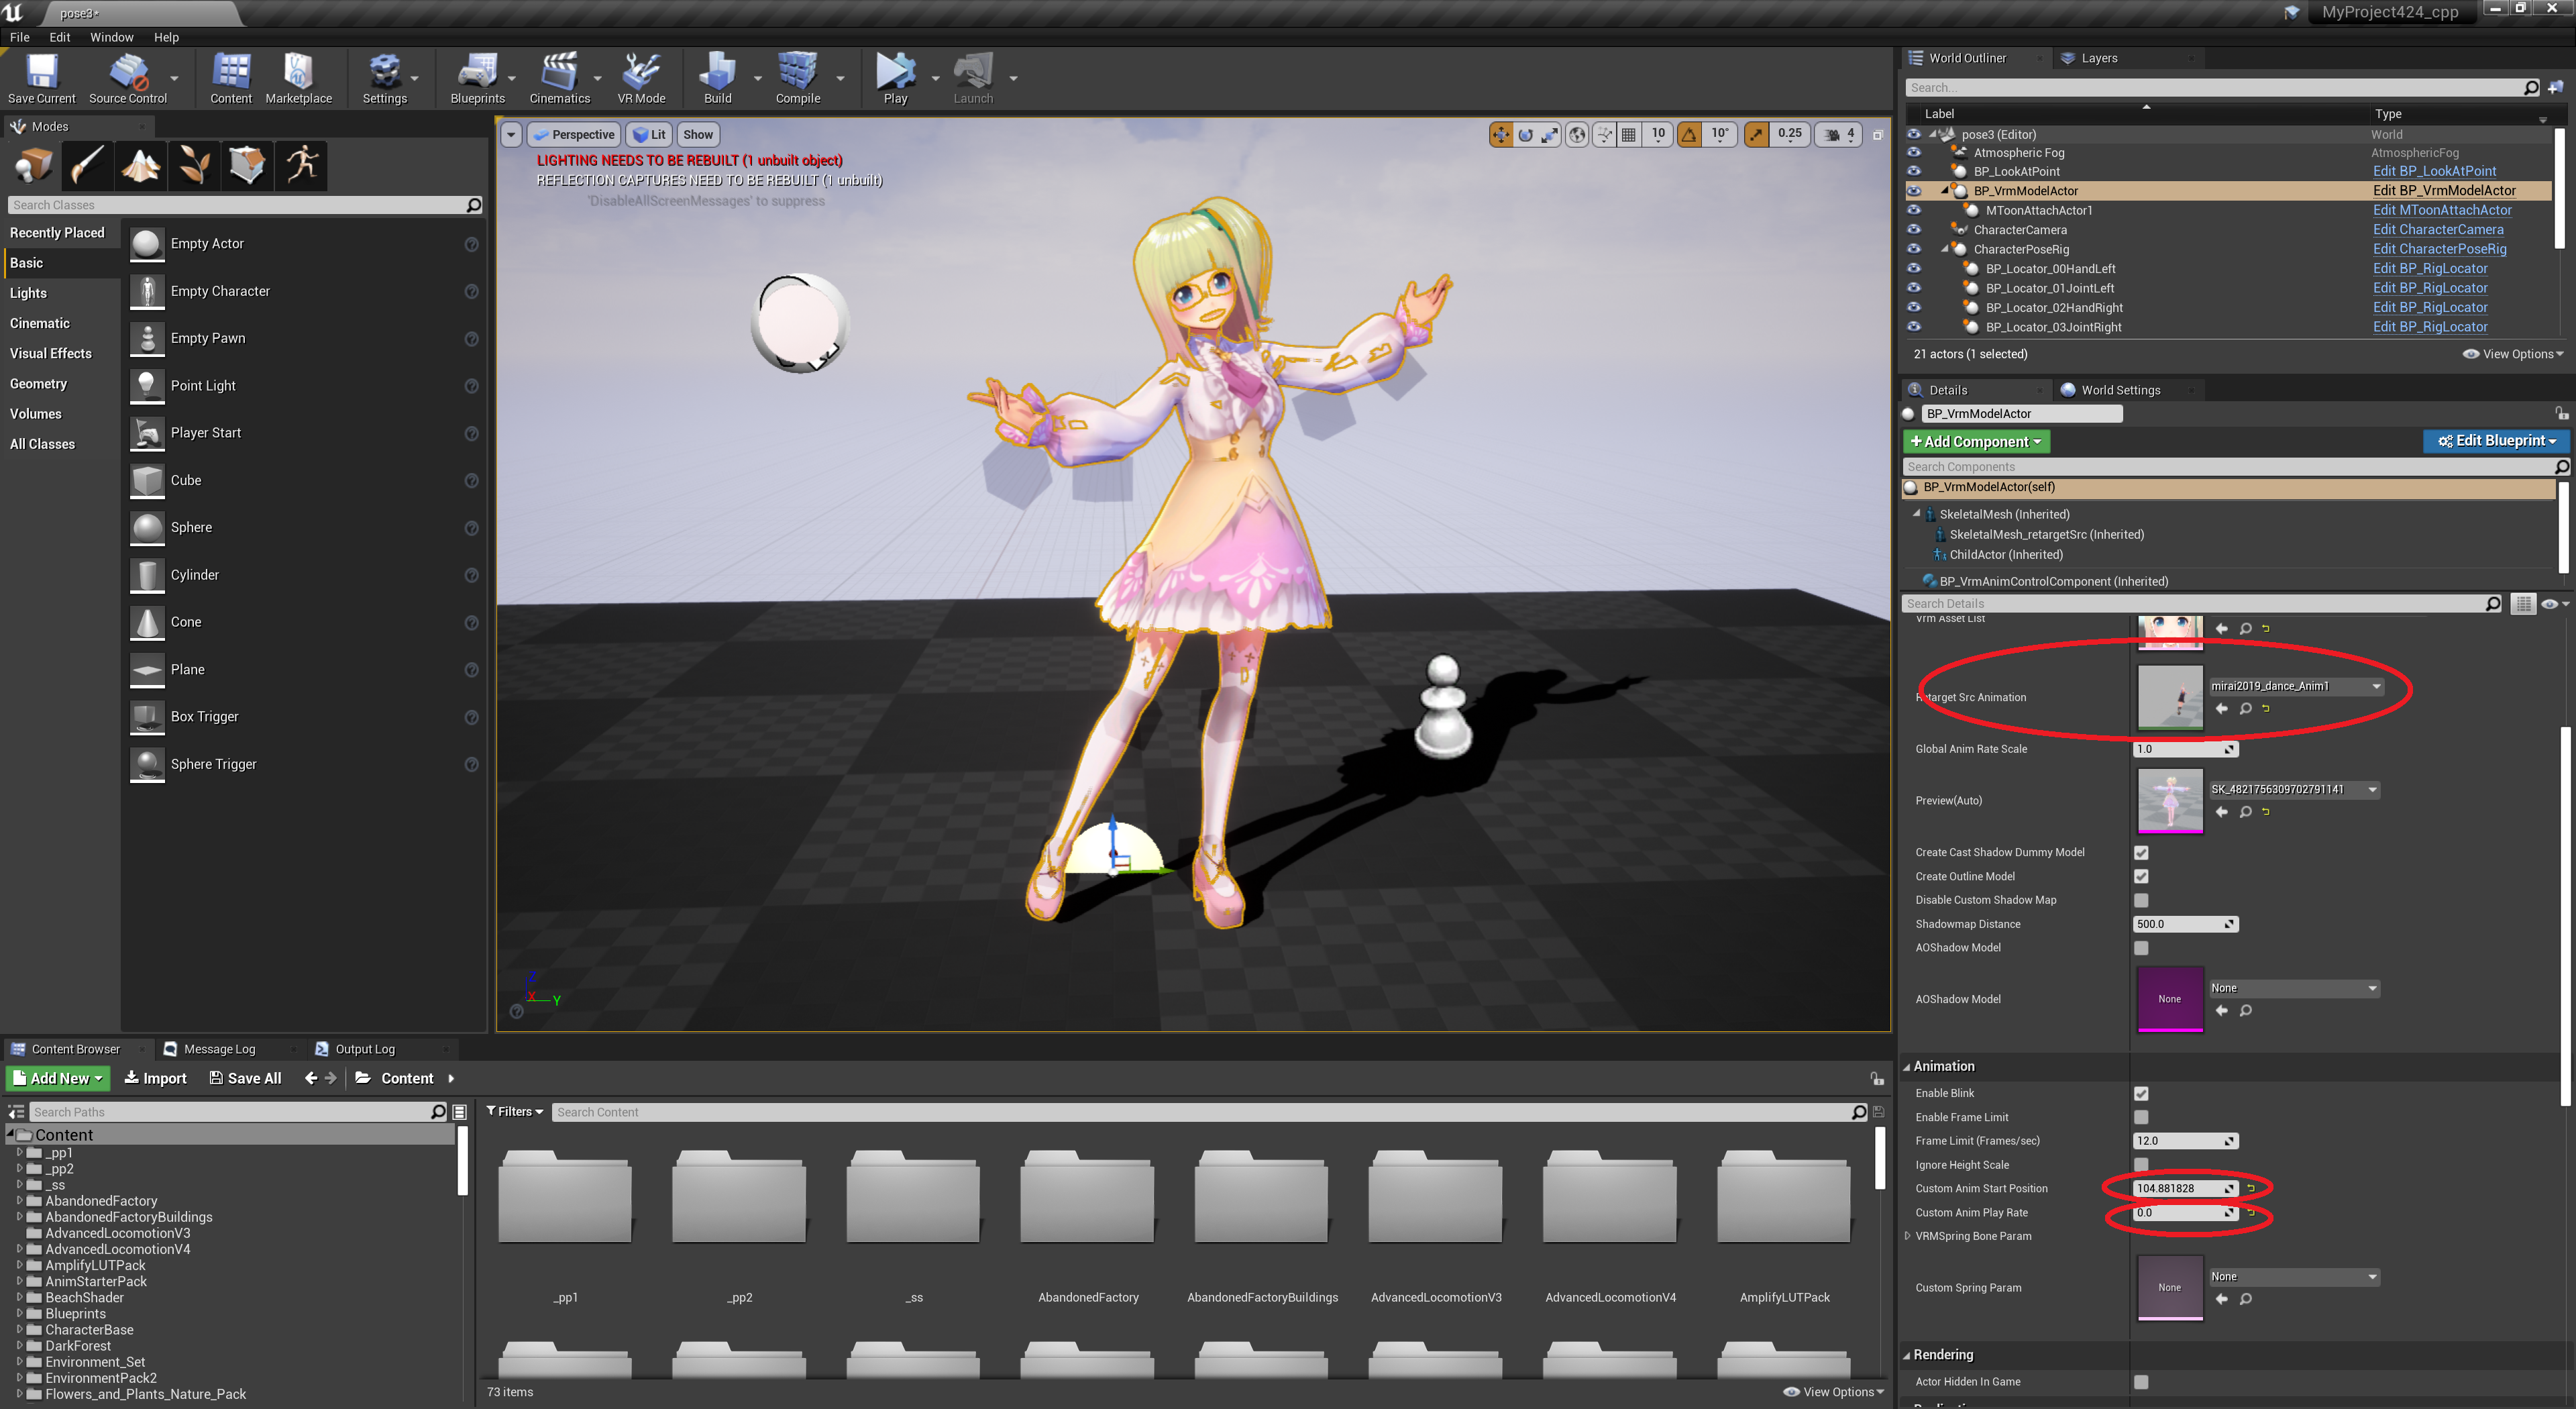 pose3*
MyProject424_cpp
File Edit Window Help
Save Current Source Control Content Marketplace Settings Blueprints Cinematics VR Mode Build Compile Play Launch
Modes
Search Classes
Recently Placed
Basic
Lights
Cinematic
Visual Effects
Geometry
Volumes
All Classes
Empty Actor
Empty Character
Empty Pawn
Point Light
Player Start
Cube
Sphere
Cylinder
Cone
Plane
Box Trigger
Sphere Trigger
Perspective Lit Show
10 10° 0.25 4
LIGHTING NEEDS TO BE REBUILT (1 unbuilt object)
REFLECTION CAPTURES NEED TO BE REBUILT (1 unbuilt)
'DisableAllScreenMessages' to suppress
Z
X
Y
World Outliner Layers
Search...
Label Type
pose3 (Editor) World
Atmospheric Fog AtmosphericFog
BP_LookAtPoint Edit BP_LookAtPoint
BP_VrmModelActor Edit BP_VrmModelActor
MToonAttachActor1 Edit MToonAttachActor
CharacterCamera Edit CharacterCamera
CharacterPoseRig Edit CharacterPoseRig
BP_Locator_00HandLeft Edit BP_RigLocator
BP_Locator_01JointLeft Edit BP_RigLocator
BP_Locator_02HandRight Edit BP_RigLocator
BP_Locator_03JointRight Edit BP_RigLocator
21 actors (1 selected) View Options
Details World Settings
BP_VrmModelActor
+Add Component Edit Blueprint
Search Components
BP_VrmModelActor(self)
SkeletalMesh (Inherited)
SkeletalMesh_retargetSrc (Inherited)
ChildActor (Inherited)
BP_VrmAnimControlComponent (Inherited)
Search Details
Vrm Asset List
Retarget Src Animation mirai2019_dance_Anim1
Global Anim Rate Scale 1.0
Preview(Auto) SK_4821756309702791141
Create Cast Shadow Dummy Model
Create Outline Model
Disable Custom Shadow Map
Shadowmap Distance 500.0
AOShadow Model
AOShadow Model None None
Animation
Enable Blink
Enable Frame Limit
Frame Limit (Frames/sec) 12.0
Ignore Height Scale
Custom Anim Start Position 104.881828
Custom Anim Play Rate 0.0
VRMSpring Bone Param
Custom Spring Param None None
Rendering
Actor Hidden In Game
Content Browser Message Log Output Log
Add New Import Save All Content
Search Paths
Filters Search Content
Content
_pp1
_pp2
_ss
AbandonedFactory
AbandonedFactoryBuildings
AdvancedLocomotionV3
AdvancedLocomotionV4
AmplifyLUTPack
AnimStarterPack
BeachShader
Blueprints
CharacterBase
DarkForest
Environment_Set
EnvironmentPack2
Flowers_and_Plants_Nature_Pack
_pp1 _pp2 _ss AbandonedFactory AbandonedFactoryBuildings AdvancedLocomotionV3 AdvancedLocomotionV4 AmplifyLUTPack
73 items View Options